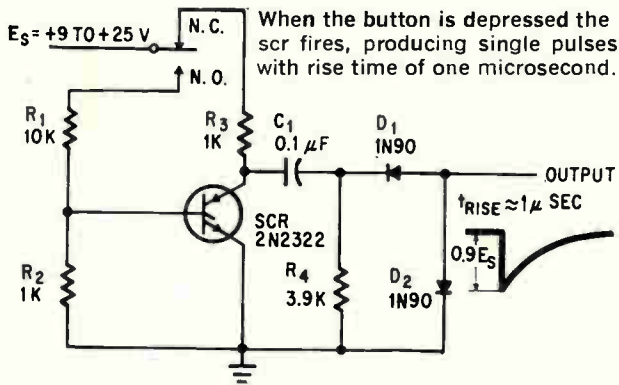 When the button is depressed the
scr fires, producing single pulses
with rise time of one microsecond.
E_S = +9 TO +25 V
N.C.
N.O.
R1
10K
R3
1K
C1
0.1 μF
D1
1N90
OUTPUT
tRISE ≈ 1μ SEC
SCR
2N2322
0.9E_S
R2
1K
R4
3.9K
D2
1N90